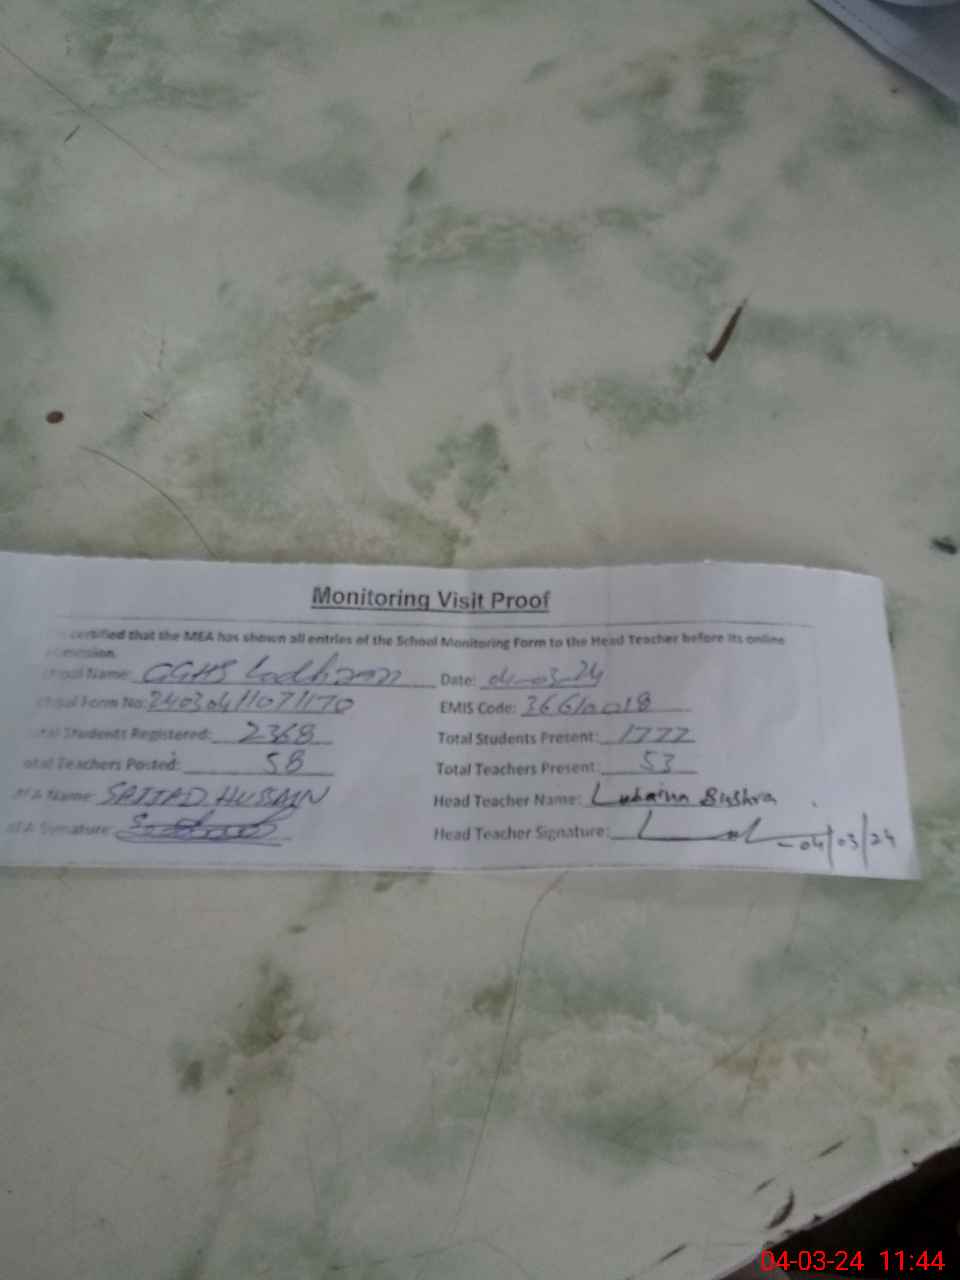 Monitoring Visit Proof
certified that the MEA has shown all entries of the School Monitoring Form to the Head Teacher before its online
Name: GGHS Lodhran Date: 04-03-24
Form No: 24030411071170 EMIS Code: 36610018
Students Registered: 2368 Total Students Present: 1777
Teachers Posted: 58 Total Teachers Present: 53
Name: SAJJAD HUSSAIN Head Teacher Name: Lubaina Bushra
Signature: Head Teacher Signature: 04/03/24
04-03-24 11:44